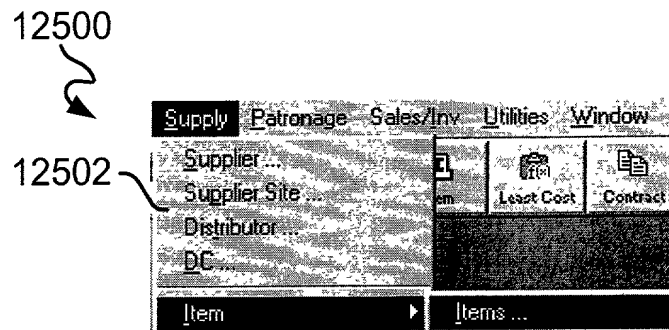 12500
Supply Patronage Sales/Inv Utilities Window
12502
Supplier ...
Supplier Site ...
Distributor ...
DC ...
Least Cost Contract
Item Items ...